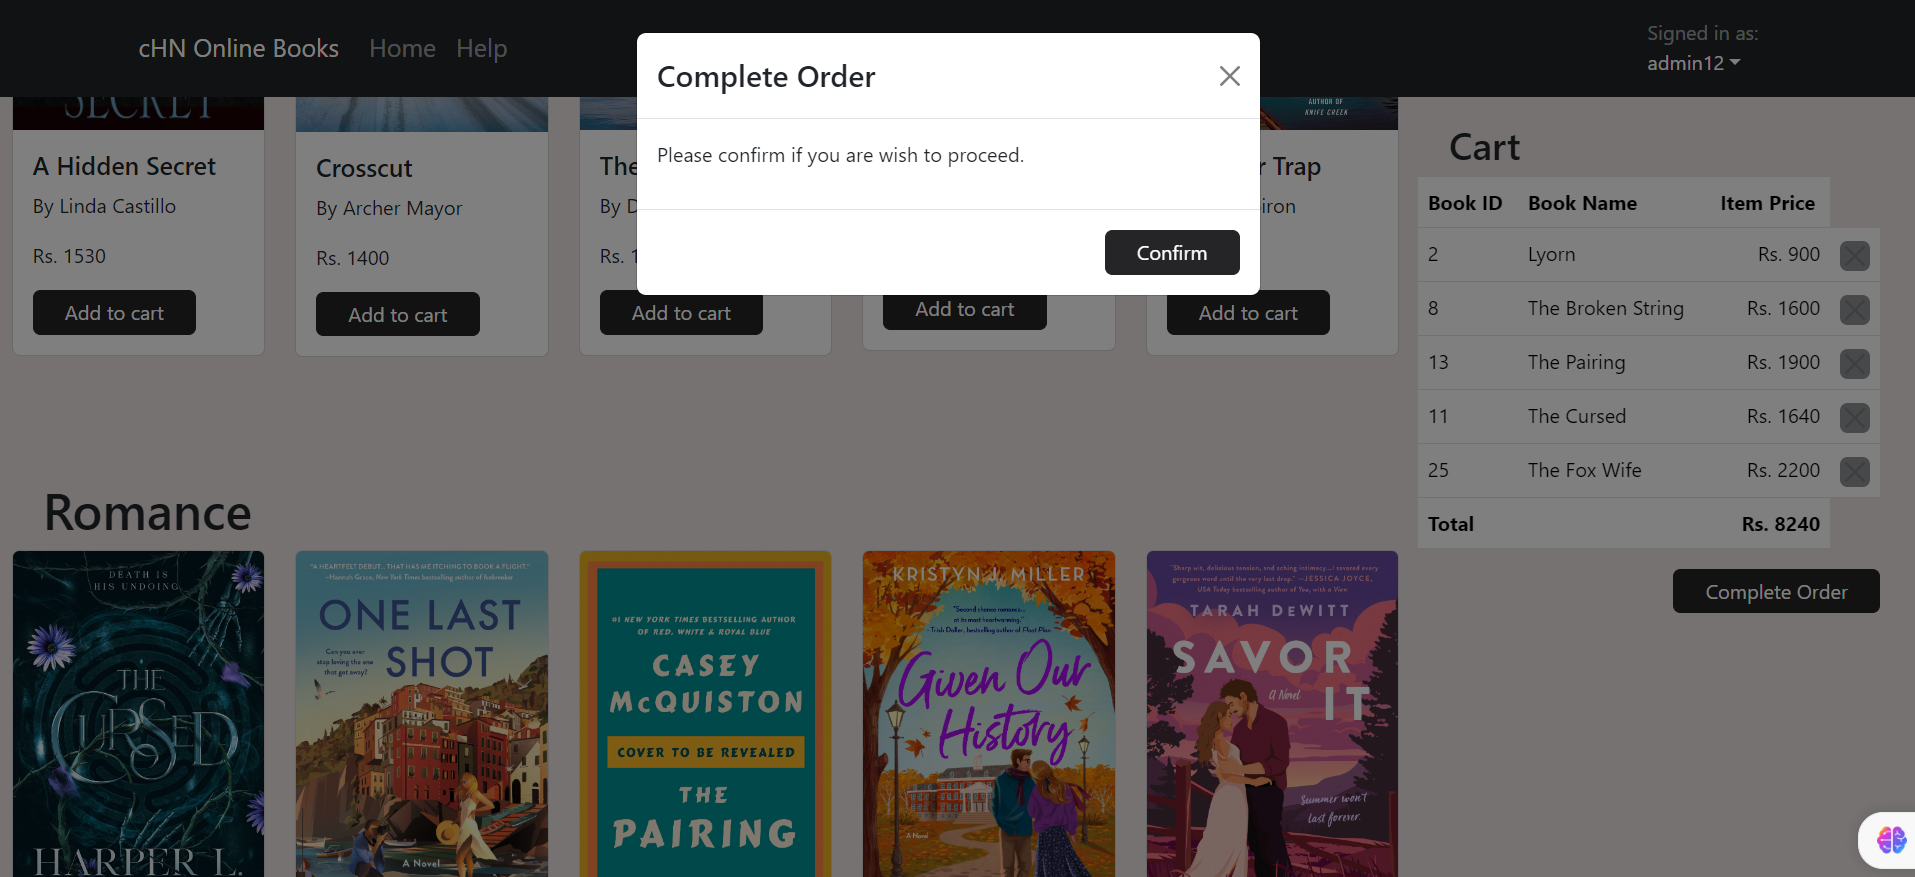 cHN Online Books Home Help
Signed in as:
admin12
Complete Order
Please confirm if you are wish to proceed.
Confirm
SECRET
A Hidden Secret
By Linda Castillo
Rs. 1530
Add to cart
Crosscut
By Archer Mayor
Rs. 1400
Add to cart
The
By D
Rs. 1
Add to cart
Add to cart
AUTHOR OF
KNIFE CREEK
r Trap
iron
Add to cart
Cart
Book ID Book Name Item Price
2 Lyorn Rs. 900
8 The Broken String Rs. 1600
13 The Pairing Rs. 1900
11 The Cursed Rs. 1640
25 The Fox Wife Rs. 2200
Total Rs. 8240
Complete Order
Romance
DEATH IS
HIS UNDOING
THE
CURSED
HARPER L.
"A HEARTFELT DEBUT... THAT HAS ME ITCHING TO BOOK A FLIGHT."
—Hannah Grace, New York Times bestselling author of Icebreaker
ONE LAST
SHOT
Can you ever
stop loving the one
that got away?
A Novel
#1 NEW YORK TIMES BESTSELLING AUTHOR
OF RED, WHITE & ROYAL BLUE
CASEY
McQUISTON
COVER TO BE REVEALED
THE
PAIRING
KRISTYN J. MILLER
"Second chance romance...
at its most heartwarming."
—Trish Doller, bestselling author of Float Plan
Given Our
History
A Novel
"Sharp wit, delicious tension, and aching intimacy...I savored every
gorgeous word until the very last drop." —JESSICA JOYCE,
USA Today bestselling author of You, with a View
TARAH DeWITT
SAVOR
IT
A Novel
Summer won't
last forever.